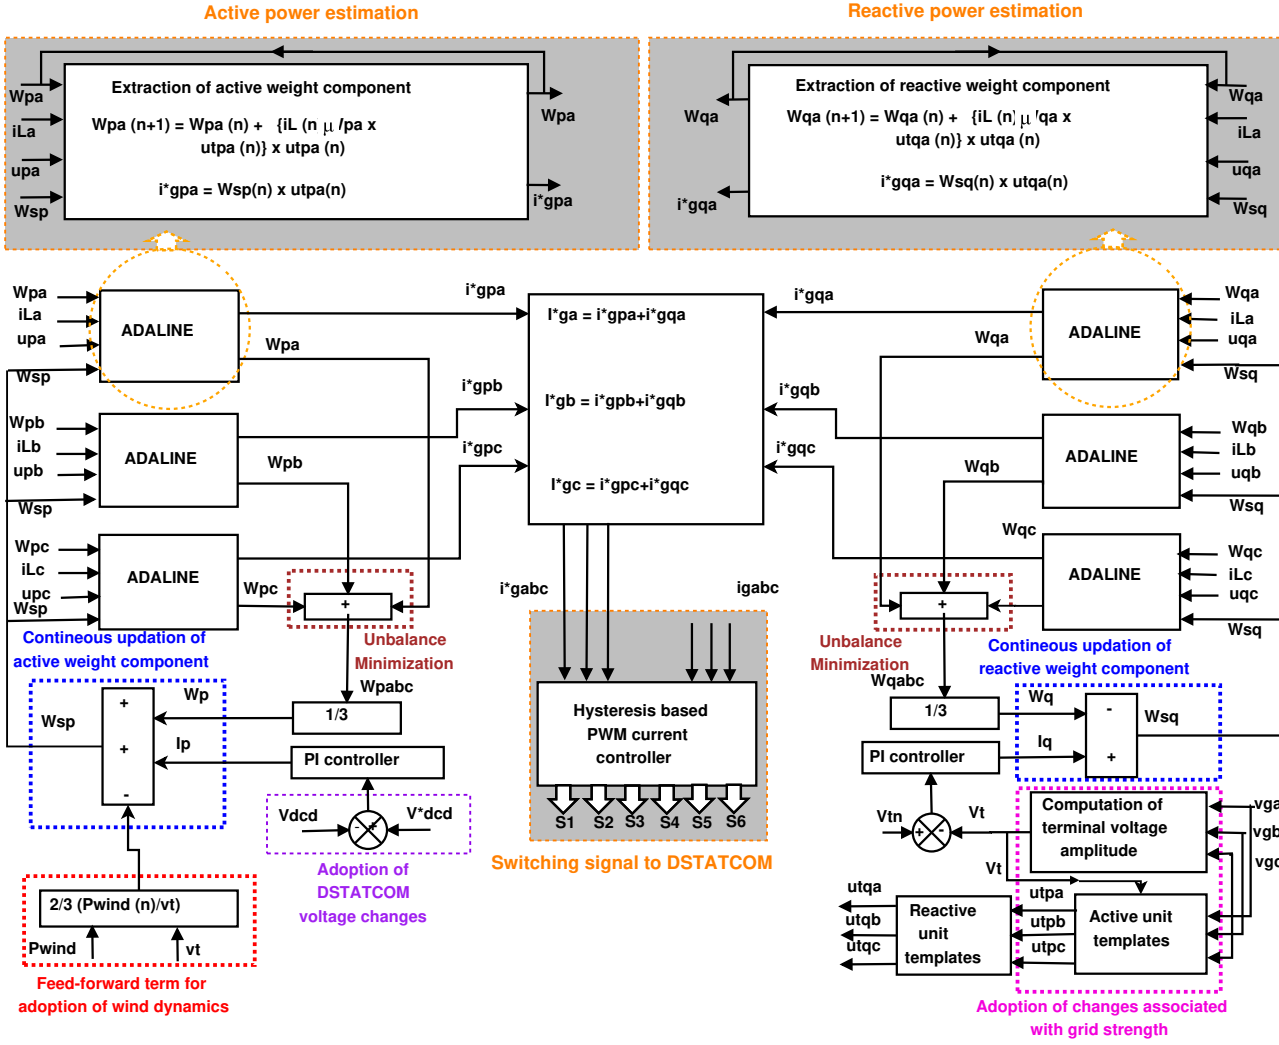 Active power estimation
Reactive power estimation
Wpa
iLa
upa
Wsp
Extraction of active weight component
Wpa (n+1) = Wpa (n) + {iL (n μ /pa x
utpa (n)} x utpa (n)
i*gpa = Wsp(n) x utpa(n)
Wpa
i*gpa
Wqa
i*gqa
Extraction of reactive weight component
Wqa (n+1) = Wqa (n) + {iL (n) μ /qa x
utqa (n)} x utqa (n)
i*gqa = Wsq(n) x utqa(n)
Wqa
iLa
uqa
Wsq
Wpa
iLa
upa
Wsp
ADALINE
i*gpa
Wpa
Wpb
iLb
upb
Wsp
ADALINE
i*gpb
Wpb
Wpc
iLc
upc
Wsp
ADALINE
i*gpc
Wpc
I*ga = i*gpa+i*gqa
I*gb = i*gpb+i*gqb
I*gc = i*gpc+i*gqc
i*gqa
Wqa
ADALINE
Wqa
iLa
uqa
Wsq
i*gqb
Wqb
ADALINE
Wqb
iLb
uqb
Wsq
i*gqc
Wqc
ADALINE
Wqc
iLc
uqc
Wsq
+
Unbalance
Minimization
Wpabc
1/3
Contineous updation of
active weight component
Wsp
+
+
-
Wp
Ip
PI controller
Vdcd
- +
V*dcd
Adoption of
DSTATCOM
voltage changes
2/3 (Pwind (n)/vt)
Pwind
vt
Feed-forward term for
adoption of wind dynamics
i*gabc
igabc
Hysteresis based
PWM current
controller
S1 S2 S3 S4 S5 S6
Switching signal to DSTATCOM
+
Unbalance
Minimization
Wqabc
1/3
Contineous updation of
reactive weight component
Wq
Iq
-
+
Wsq
PI controller
Vtn
+ -
Vt
Vt
Computation of
terminal voltage
amplitude
vga
vgb
vgc
Active unit
templates
utpa
utpb
utpc
Reactive
unit
templates
utqa
utqb
utqc
Adoption of changes associated
with grid strength